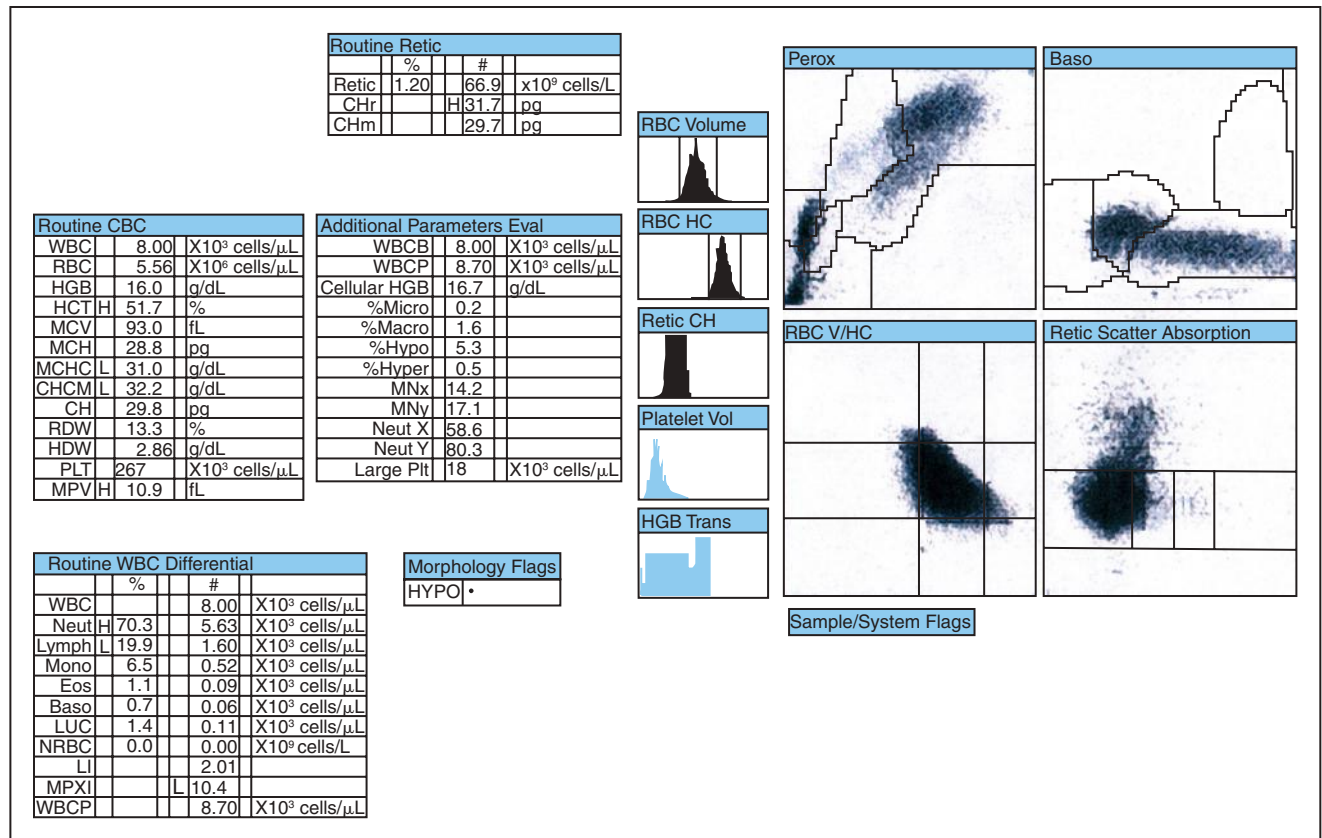 Routine Retic
% #
Retic 1.20 66.9 x10⁹ cells/L
CHr H 31.7 pg
CHm 29.7 pg
Routine CBC
WBC 8.00 X10³ cells/μL
RBC 5.56 X10⁶ cells/μL
HGB 16.0 g/dL
HCT H 51.7 %
MCV 93.0 fL
MCH 28.8 pg
MCHC L 31.0 g/dL
CHCM L 32.2 g/dL
CH 29.8 pg
RDW 13.3 %
HDW 2.86 g/dL
PLT 267 X10³ cells/μL
MPV H 10.9 fL
Additional Parameters Eval
WBCB 8.00 X10³ cells/μL
WBCP 8.70 X10³ cells/μL
Cellular HGB 16.7 g/dL
%Micro 0.2
%Macro 1.6
%Hypo 5.3
%Hyper 0.5
MNx 14.2
MNy 17.1
Neut X 58.6
Neut Y 80.3
Large Plt 18 X10³ cells/μL
RBC Volume
RBC HC
Retic CH
Platelet Vol
HGB Trans
Perox
Baso
RBC V/HC
Retic Scatter Absorption
Routine WBC Differential
% #
WBC 8.00 X10³ cells/μL
Neut H 70.3 5.63 X10³ cells/μL
Lymph L 19.9 1.60 X10³ cells/μL
Mono 6.5 0.52 X10³ cells/μL
Eos 1.1 0.09 X10³ cells/μL
Baso 0.7 0.06 X10³ cells/μL
LUC 1.4 0.11 X10³ cells/μL
NRBC 0.0 0.00 X10⁹ cells/L
LI 2.01
MPXI L 10.4
WBCP 8.70 X10³ cells/μL
Morphology Flags
HYPO •
Sample/System Flags